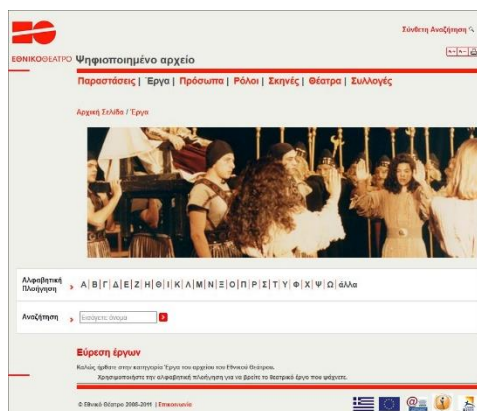 Σύνθετη Αναζήτηση
ΕΘΝΙΚΟΘΕΑΤΡΟ Ψηφιοποιημένο αρχείο
Παραστάσεις | Έργα | Πρόσωπα | Ρόλοι | Σκηνές | Θέατρα | Συλλογές
Αρχική Σελίδα / Έργα
Αλφαβητική Πλοήγηση
Α|Β|Γ|Δ|Ε|Ζ|Η|Θ|Ι|Κ|Λ|Μ|Ν|Ξ|Ο|Π|Ρ|Σ|Τ|Υ|Φ|Χ|Ψ|Ω|άλλα
Αναζήτηση
Εισάγετε όνομα
Εύρεση έργων
Καλώς ήρθατε στην κατηγορία Έργα του αρχείου του Εθνικού Θεάτρου.
Χρησιμοποιήστε την αλφαβητική πλοήγηση για να βρείτε το θεατρικό έργο που ψάχνετε.
© Εθνικό Θέατρο 2008-2011 | Επικοινωνία